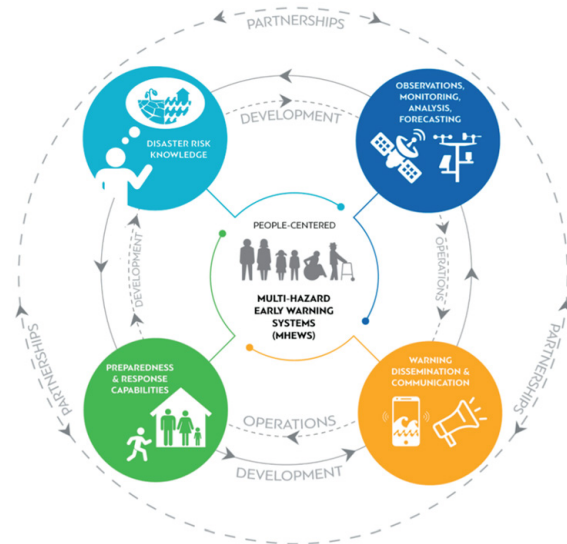 PARTNERSHIPS
DISASTER RISK
KNOWLEDGE
DEVELOPMENT
OBSERVATIONS,
MONITORING,
ANALYSIS,
FORECASTING
PEOPLE-CENTERED
MULTI-HAZARD
EARLY WARNING
SYSTEMS
(MHEWS)
DEVELOPMENT
OPERATIONS
PARTNERSHIPS
PARTNERSHIPS
PREPAREDNESS
& RESPONSE
CAPABILITIES
OPERATIONS
DEVELOPMENT
WARNING
DISSEMINATION &
COMMUNICATION